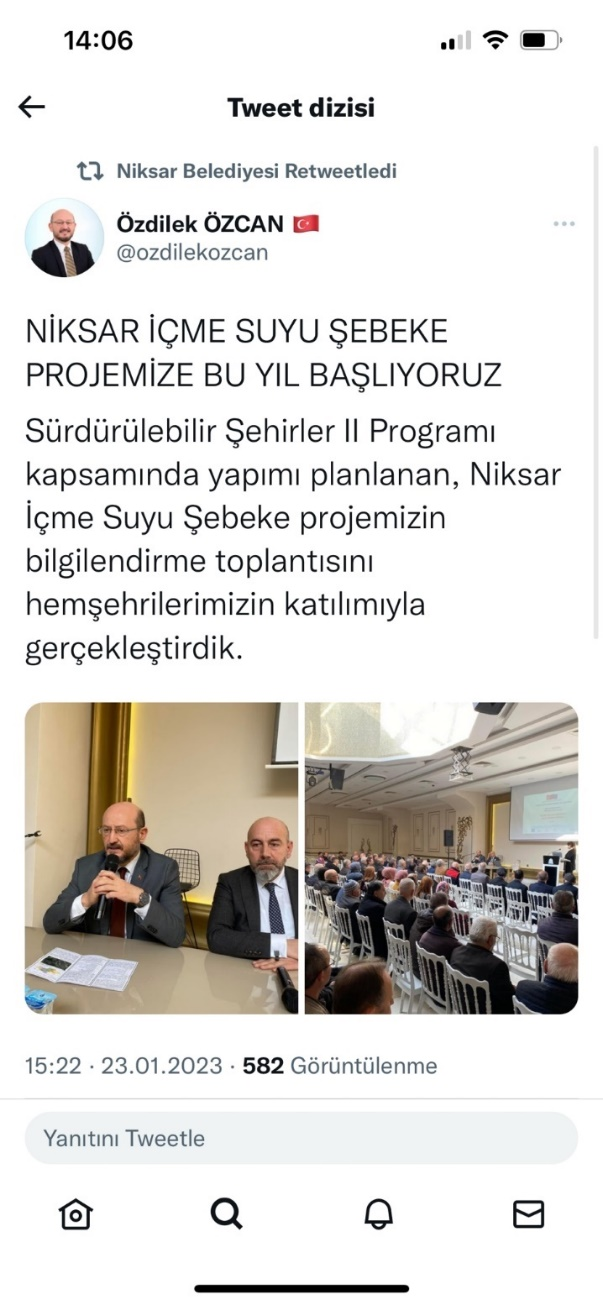 14:06
Tweet dizisi
Niksar Belediyesi Retweetledi
Özdilek ÖZCAN 🇹🇷
@ozdilekozcan
NİKSAR İÇME SUYU ŞEBEKE
PROJEMİZE BU YIL BAŞLIYORUZ
Sürdürülebilir Şehirler II Programı
kapsamında yapımı planlanan, Niksar
İçme Suyu Şebeke projemizin
bilgilendirme toplantısını
hemşehrilerimizin katılımıyla
gerçekleştirdik.
15:22 · 23.01.2023 · 582 Görüntülenme
Yanıtını Tweetle